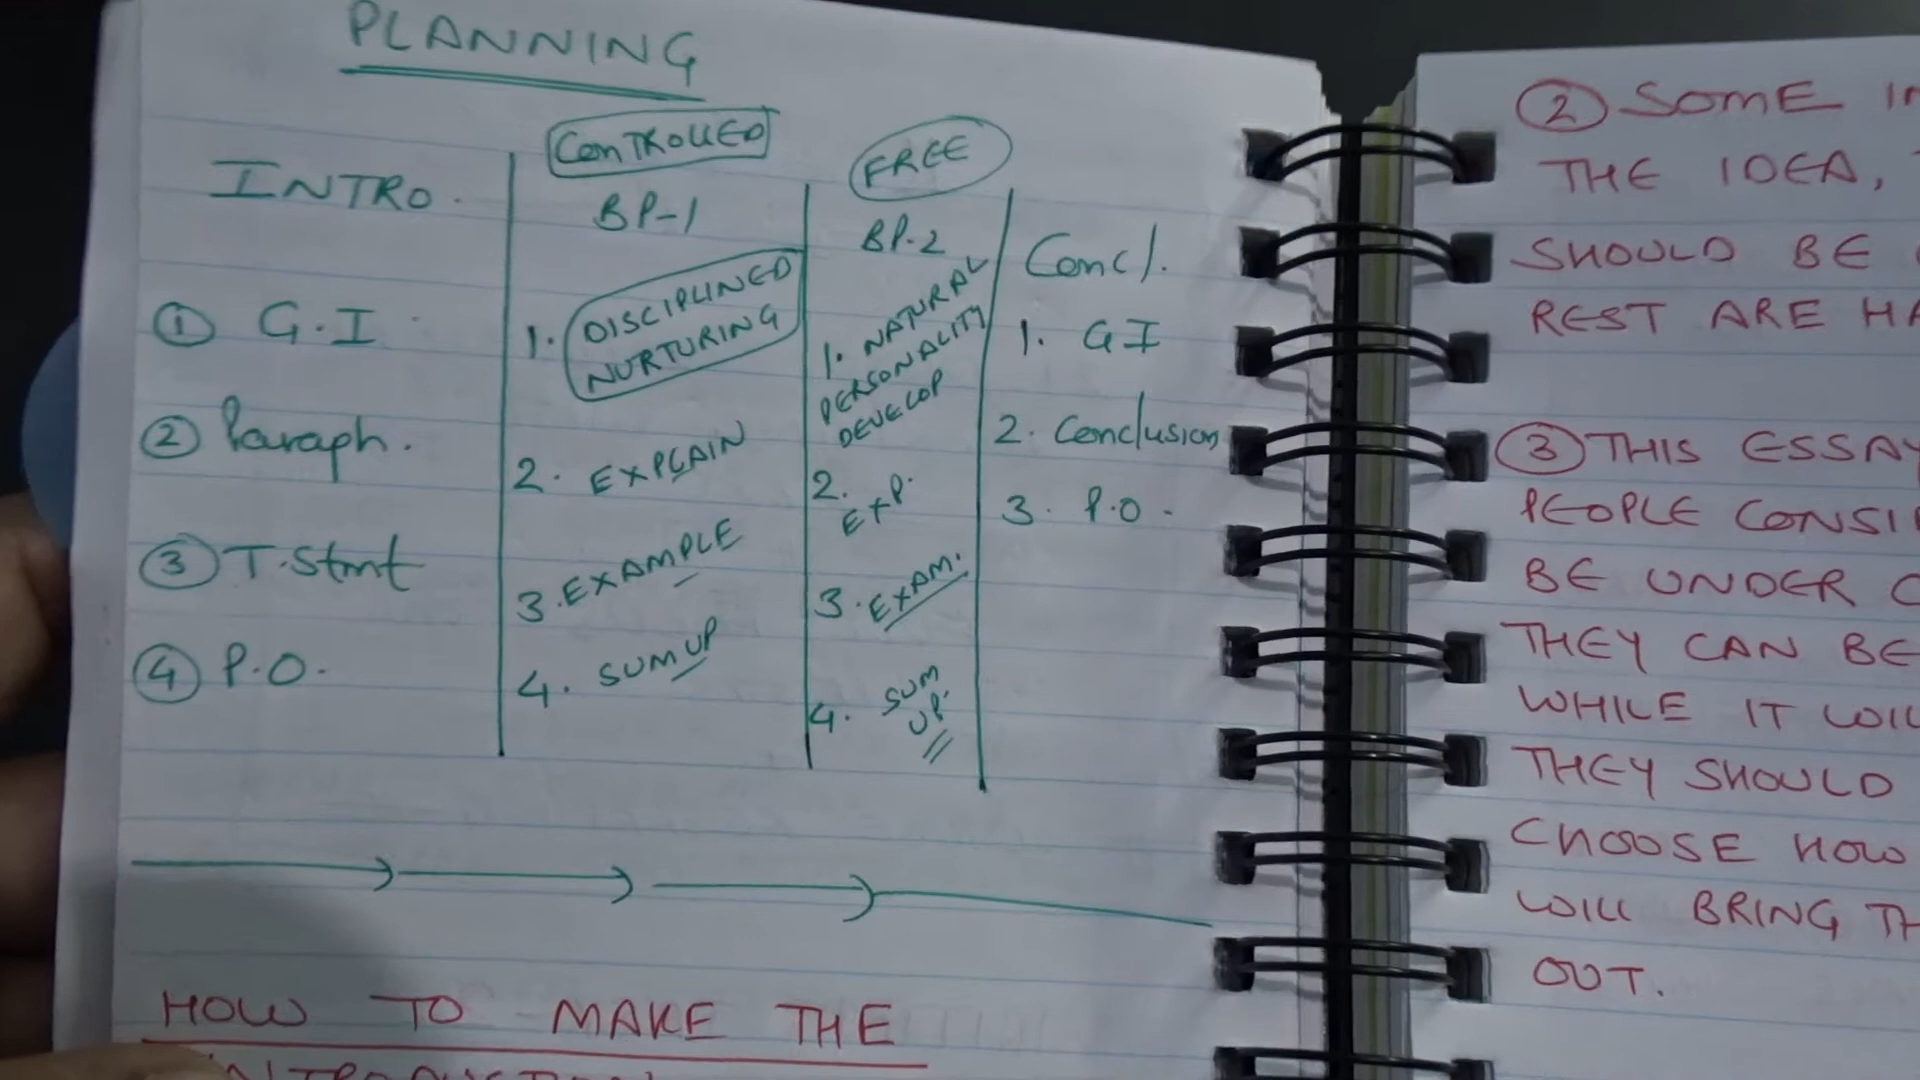 PLANNING
INTRO.
① G.I
② Paraph.
③ T.Stmt
④ P.O.
CONTROLLED
BP-1
1. DISCIPLINED
NURTURING
2. EXPLAIN
3. EXAMPLE
4. SUM UP
FREE
BP.2
1. NATURAL
PERSONALITY
DEVELOP
2.
EXP.
3. EXAM.
4. SUM
UP.
Concl.
1. GI
2. Conclusion
3. P.O.
HOW TO MAKE THE
INTRODUCTION
② SOME
THE IDEA,
SHOULD BE
REST ARE
③ THIS ESSAY
PEOPLE
BE UNDER
THEY CAN BE
WHILE IT
THEY SHOULD
CHOOSE HOW
WILL BRING
OUT.